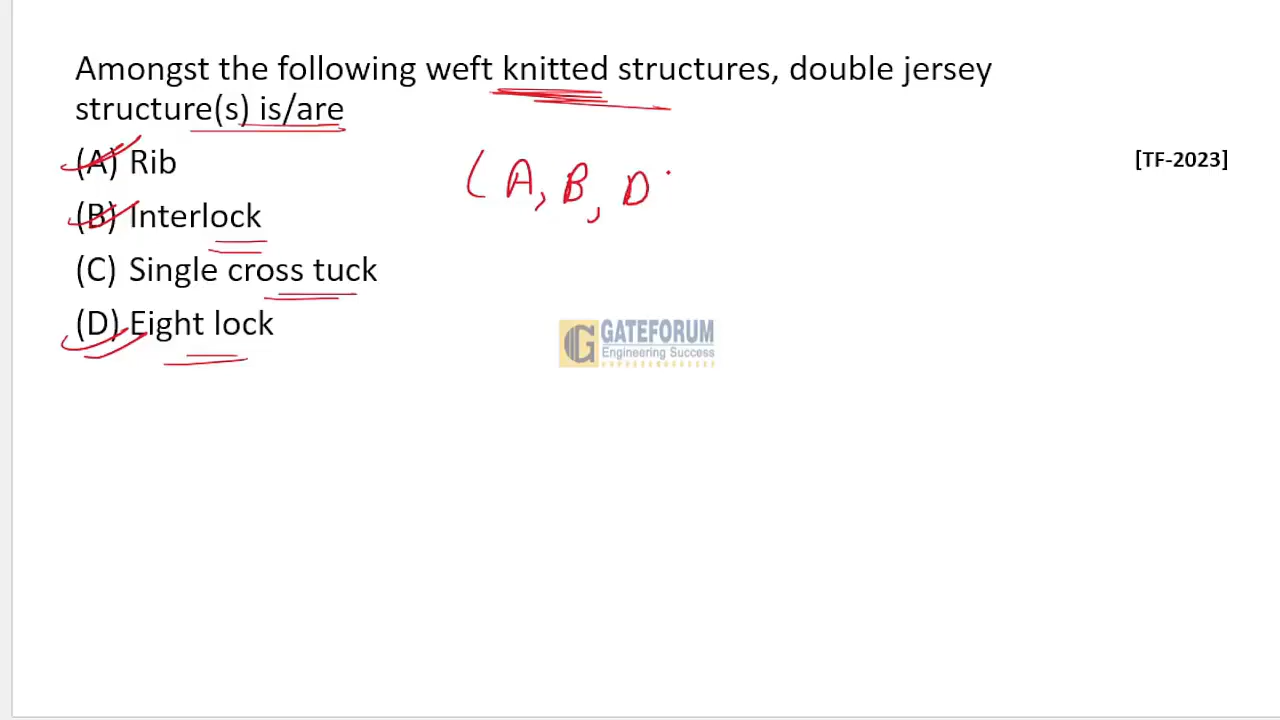 Amongst the following weft knitted structures, double jersey
structure(s) is/are
(A) Rib
[TF-2023]
(A, B, D
(B) Interlock
(C) Single cross tuck
(D) Eight lock
GATEFORUM
Engineering Success